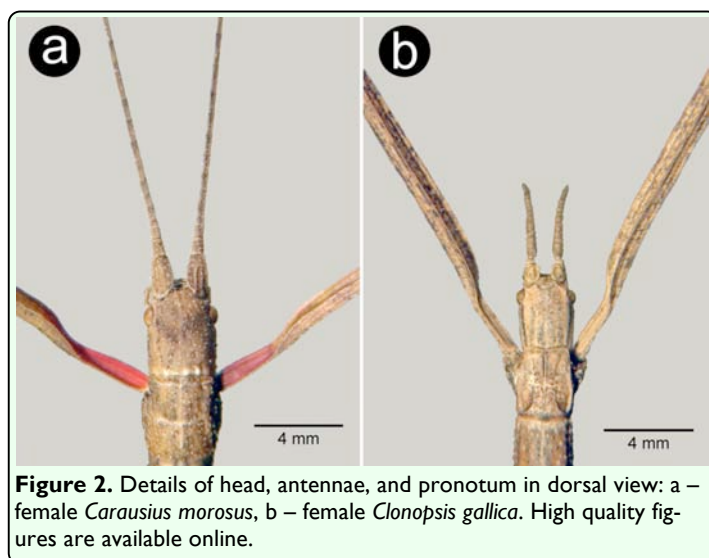 a
b
4 mm
4 mm
Figure 2. Details of head, antennae, and pronotum in dorsal view: a –
female Carausius morosus, b – female Clonopsis gallica. High quality fig-
ures are available online.